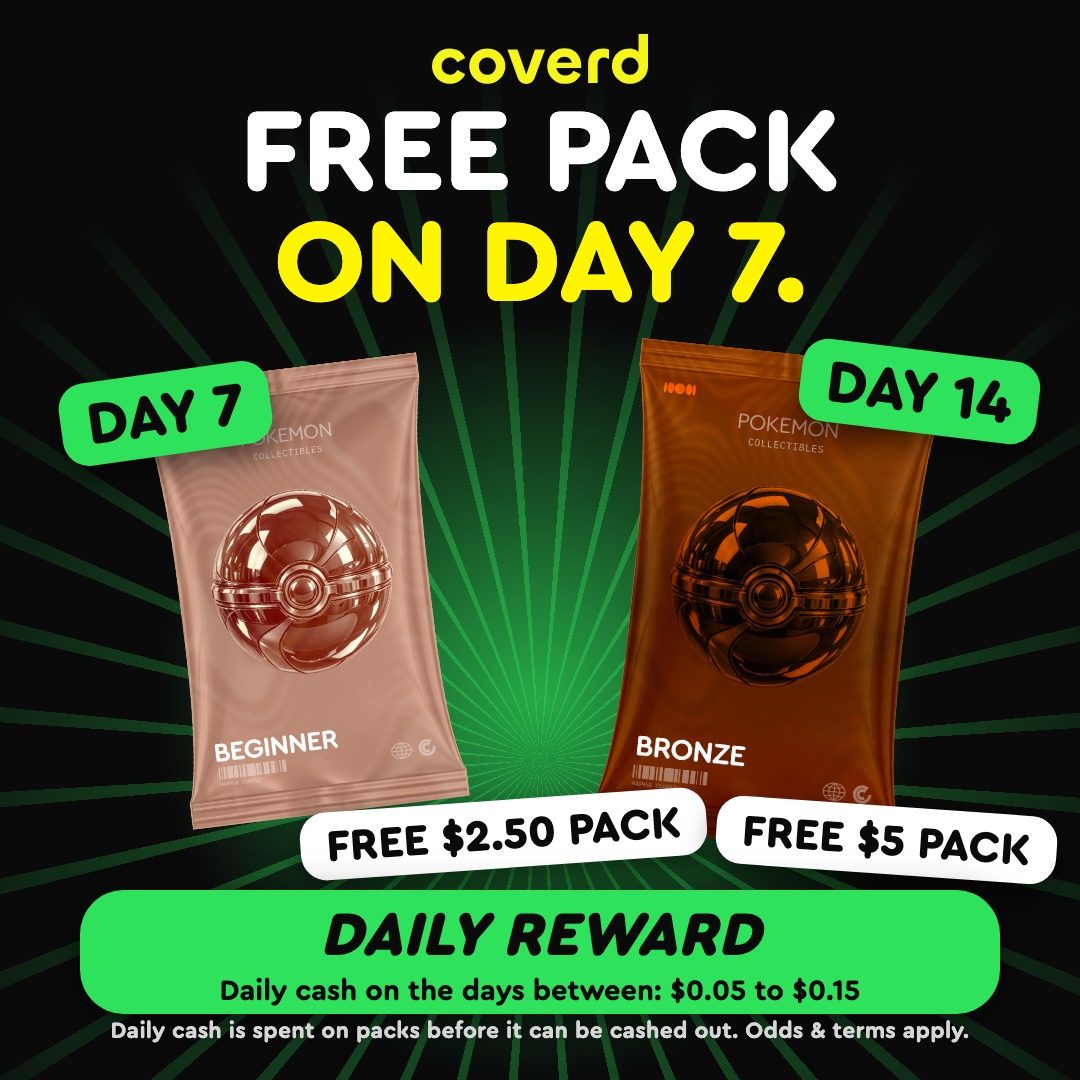 coverd
FREE PACK
ON DAY 7.
DAY 7
DAY 14
POKEMON
COLLECTIBLES
POKEMON
COLLECTIBLES
BEGINNER
BRONZE
FREE $2.50 PACK
FREE $5 PACK
DAILY REWARD
Daily cash on the days between: $0.05 to $0.15
Daily cash is spent on packs before it can be cashed out. Odds & terms apply.